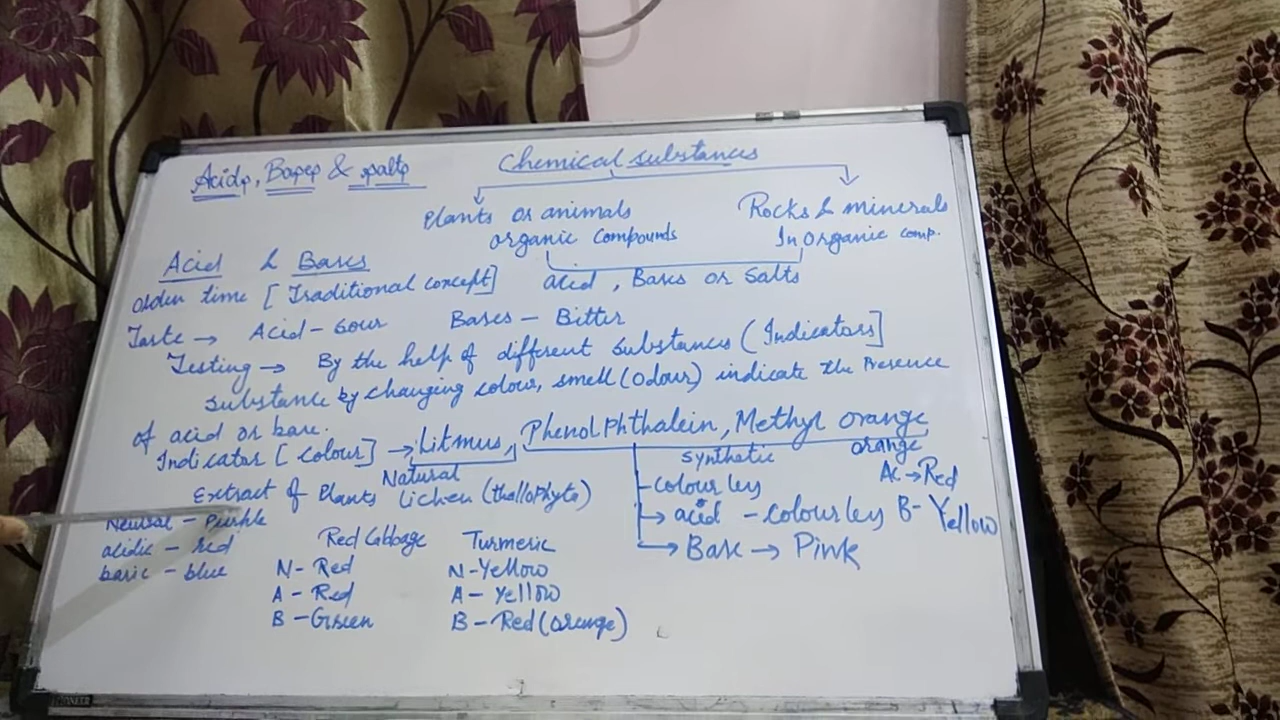 Acids, Bases & salts
Chemical substances
Plants or animals
organic compounds
Rocks & minerals
InOrganic comp.
acid, Bases or Salts
Acid & Bases
olden time [Traditional concept]
Taste → Acid - Sour Bases - Bitter
Testing → By the help of different substances (Indicators]
substance by changing colour, smell (odour) indicate the Presence
of acid or base.
Indicator [colour] → Litmus, PhenolPhthalein, Methyl orange
Natural
synthetic
orange
Extract of Plants Lichen (thallophyta)
Neutral - Purple
acidic - red
basic - blue
Red Cabbage
N - Red
A - Red
B - Green
Turmeric
N - Yellow
A - Yellow
B - Red (orange)
colourless
→ acid - colourless
→ Base → Pink
Ac → Red
B - Yellow